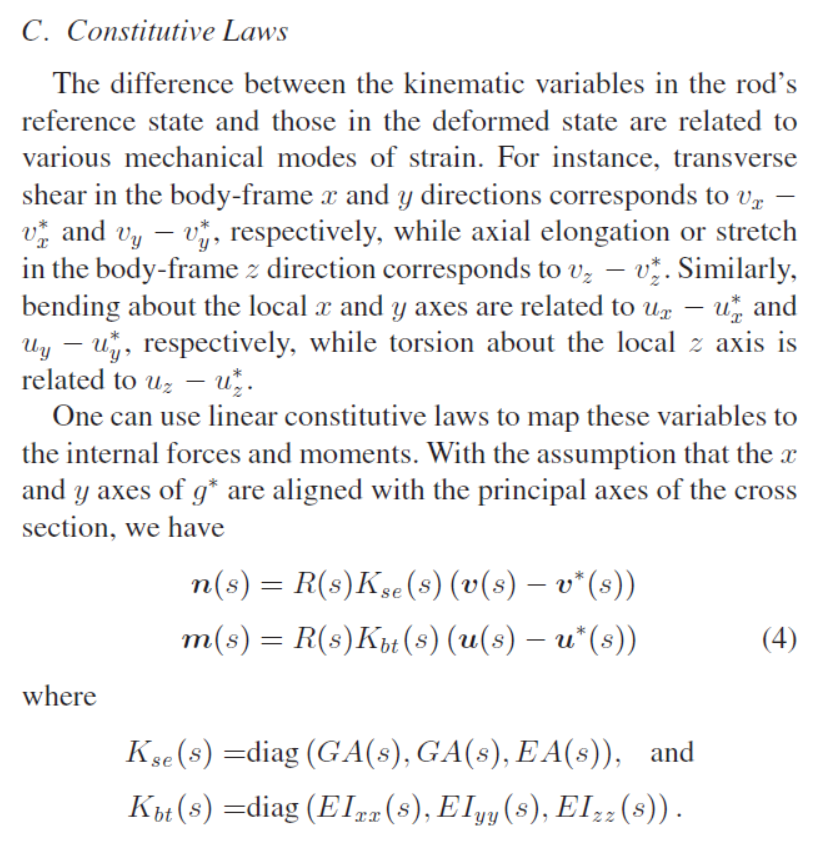 C. Constitutive Laws
The difference between the kinematic variables in the rod's
reference state and those in the deformed state are related to
various mechanical modes of strain. For instance, transverse
shear in the body-frame x and y directions corresponds to vₓ −
vₓ* and v_y − v_y*, respectively, while axial elongation or stretch
in the body-frame z direction corresponds to v_z − v_z*. Similarly,
bending about the local x and y axes are related to uₓ − uₓ* and
u_y − u_y*, respectively, while torsion about the local z axis is
related to u_z − u_z*.
One can use linear constitutive laws to map these variables to
the internal forces and moments. With the assumption that the x
and y axes of g* are aligned with the principal axes of the cross
section, we have
n(s) = R(s)K_se(s) (v(s) − v*(s))
m(s) = R(s)K_bt(s) (u(s) − u*(s)) (4)
where
K_se(s) =diag (GA(s), GA(s), EA(s)), and
K_bt(s) =diag (EI_xx(s), EI_yy(s), EI_zz(s)) .